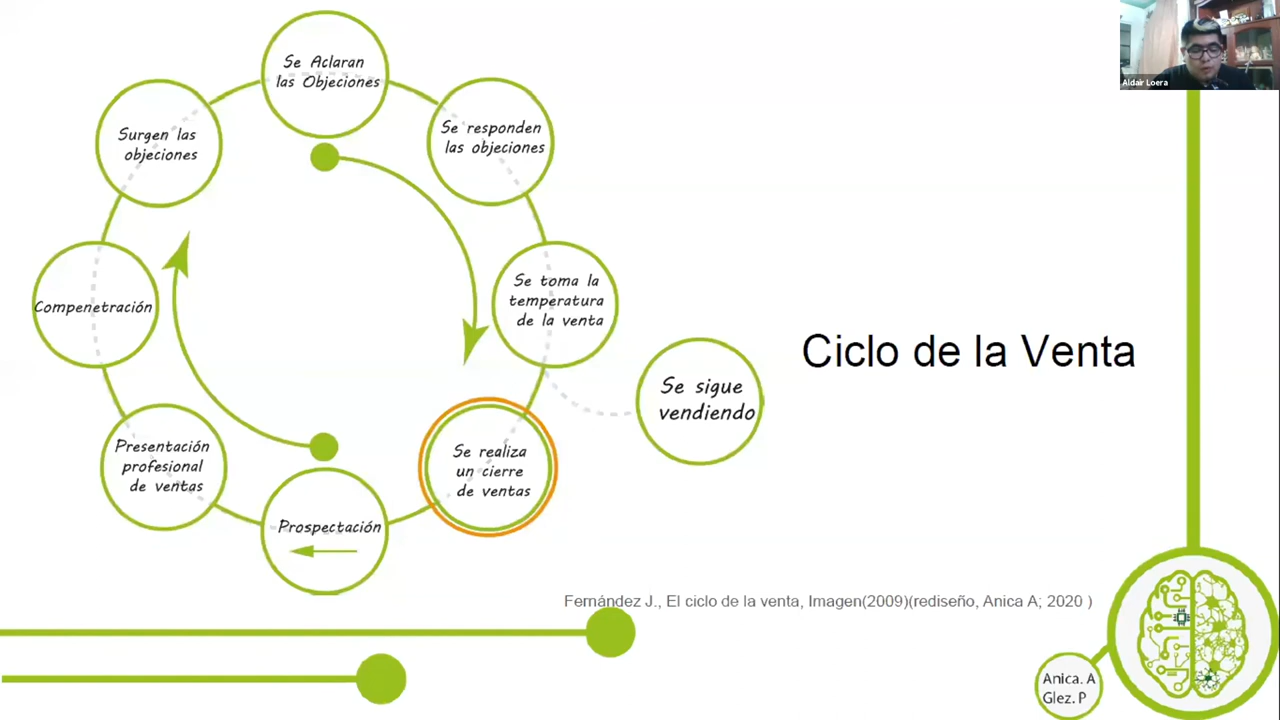 Se Aclaran
las Objeciones
Surgen las
objeciones
Se responden
las objeciones
Compenetración
Se toma la
temperatura
de la venta
Se sigue
vendiendo
Presentación
profesional
de ventas
Se realiza
un cierre
de ventas
Prospectación
Ciclo de la Venta
Fernández J., El ciclo de la venta, Imagen(2009)(rediseño, Anica A; 2020 )
Anica. A
Glez. P
Aldair Loera